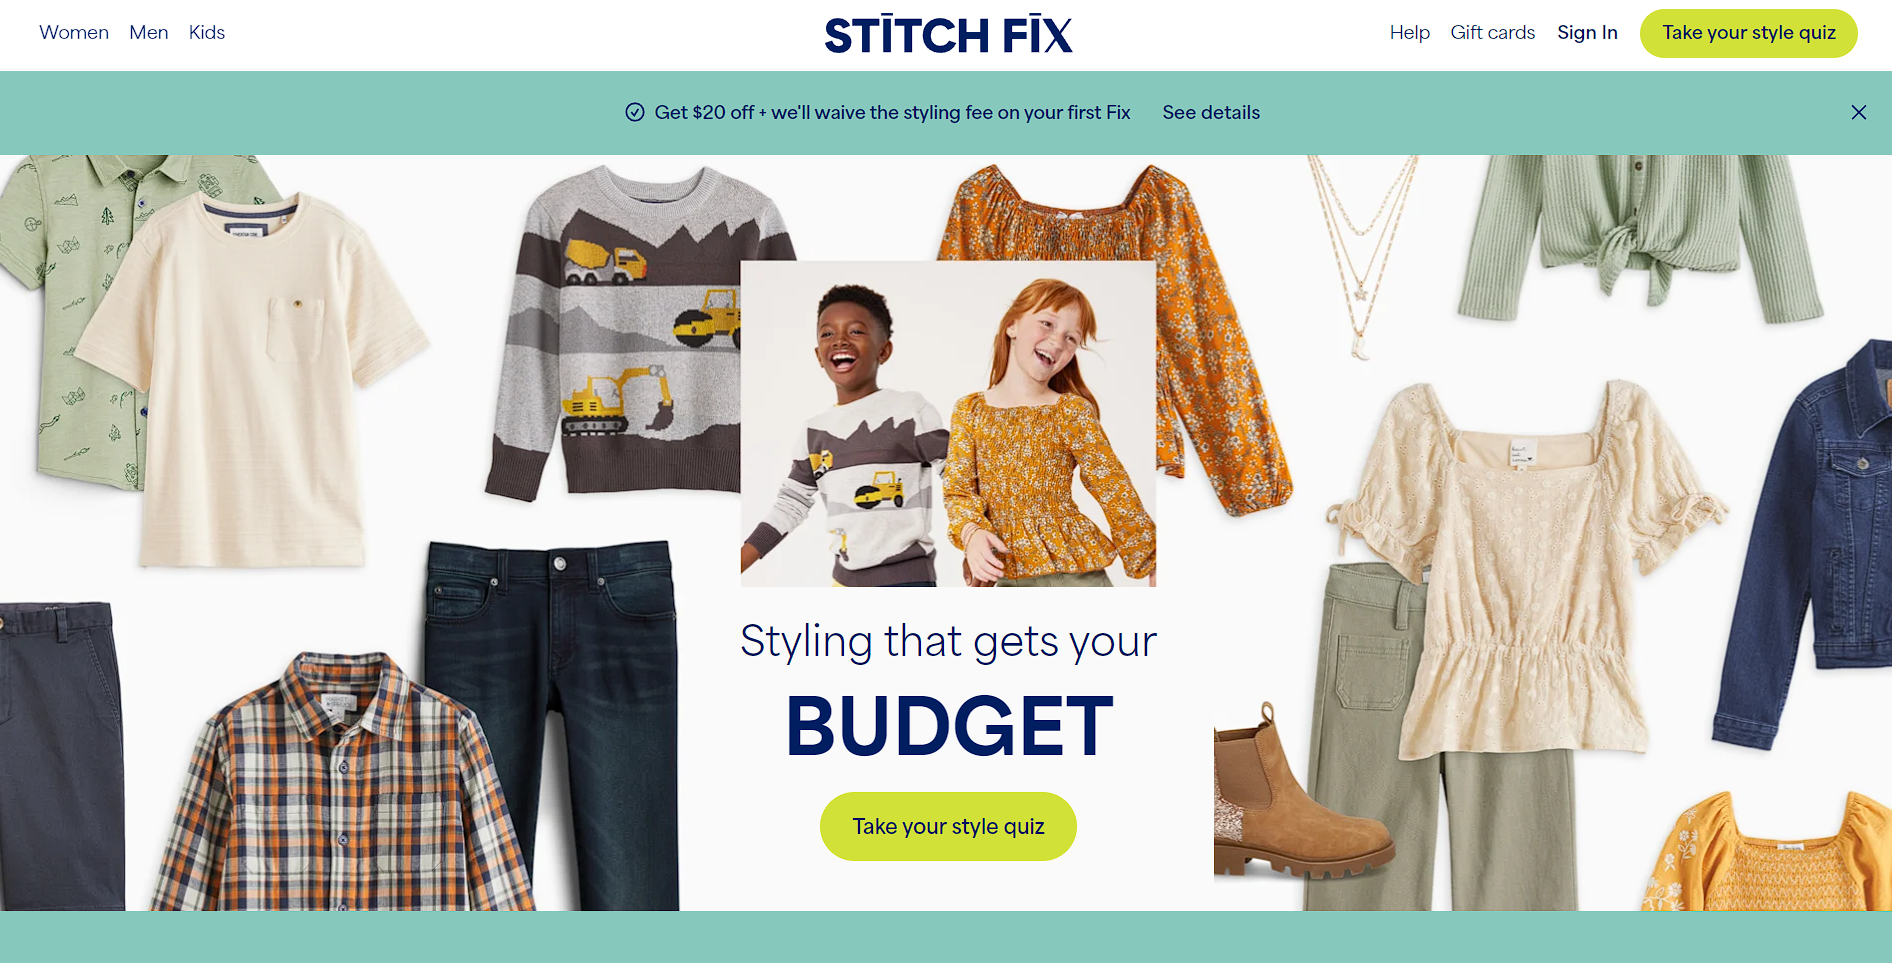 Women Men Kids
STITCH FIX
Help Gift cards Sign In Take your style quiz
Get $20 off + we'll waive the styling fee on your first Fix See details
Styling that gets your
BUDGET
Take your style quiz